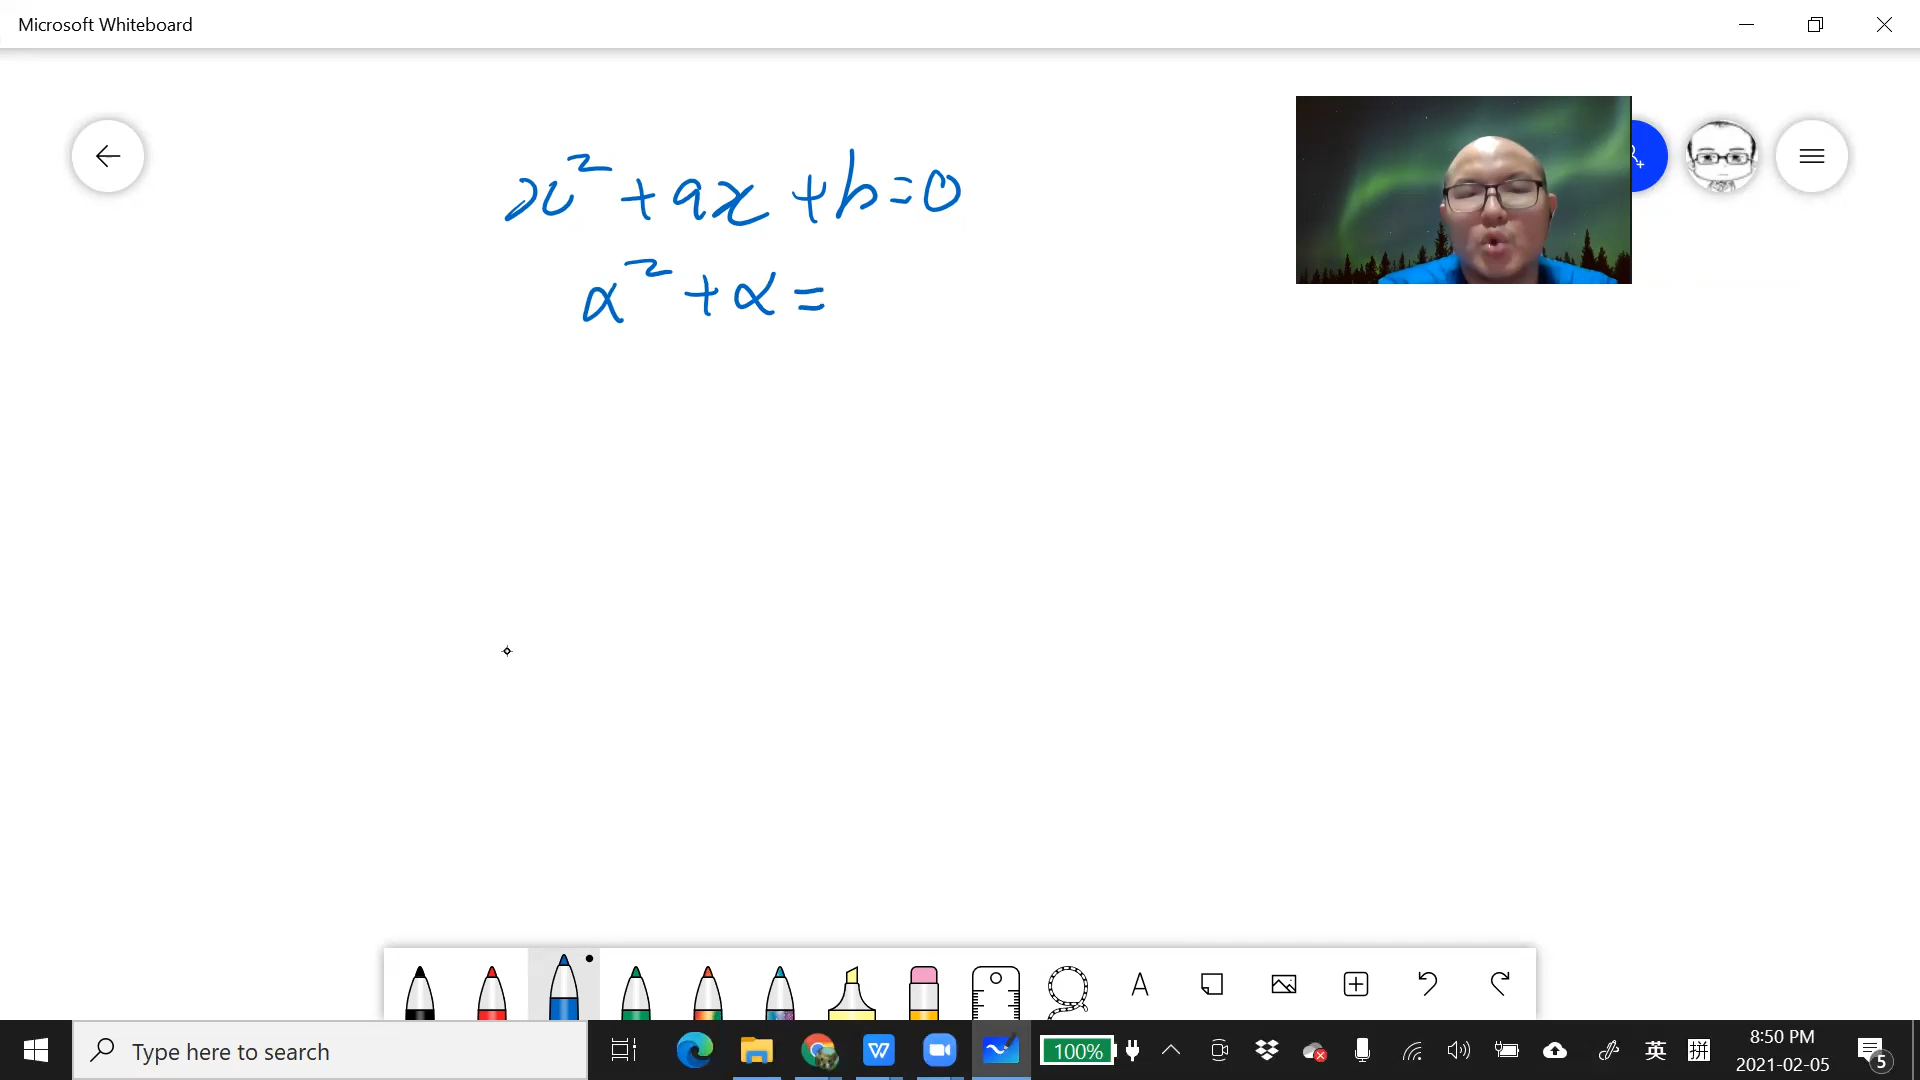 Microsoft Whiteboard
x² + ax + b = 0
α² + α =
A
Type here to search
100%
英
拼
8:50 PM
2021-02-05
5